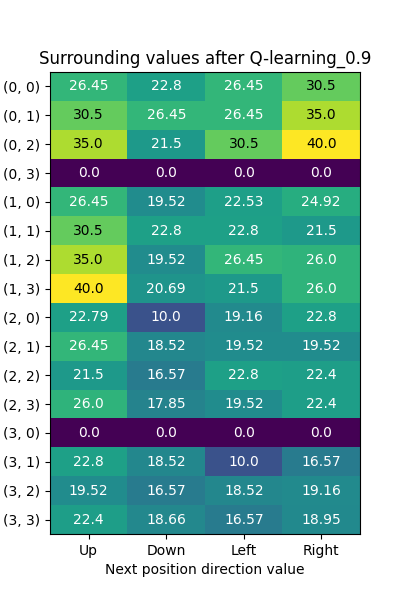 Surrounding values after Q-learning_0.9
(0, 0) 26.45 22.8 26.45 30.5
(0, 1) 30.5 26.45 26.45 35.0
(0, 2) 35.0 21.5 30.5 40.0
(0, 3) 0.0 0.0 0.0 0.0
(1, 0) 26.45 19.52 22.53 24.92
(1, 1) 30.5 22.8 22.8 21.5
(1, 2) 35.0 19.52 26.45 26.0
(1, 3) 40.0 20.69 21.5 26.0
(2, 0) 22.79 10.0 19.16 22.8
(2, 1) 26.45 18.52 19.52 19.52
(2, 2) 21.5 16.57 22.8 22.4
(2, 3) 26.0 17.85 19.52 22.4
(3, 0) 0.0 0.0 0.0 0.0
(3, 1) 22.8 18.52 10.0 16.57
(3, 2) 19.52 16.57 18.52 19.16
(3, 3) 22.4 18.66 16.57 18.95
Up Down Left Right
Next position direction value